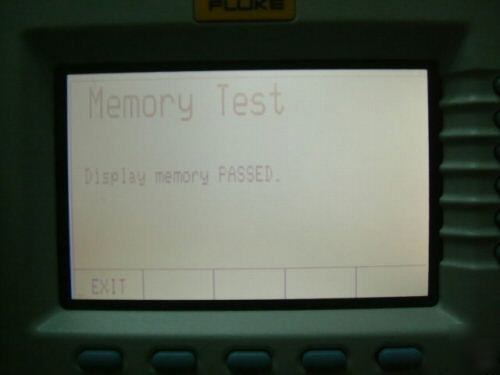 FLUKE
Memory Test
Display memory PASSED.
EXIT